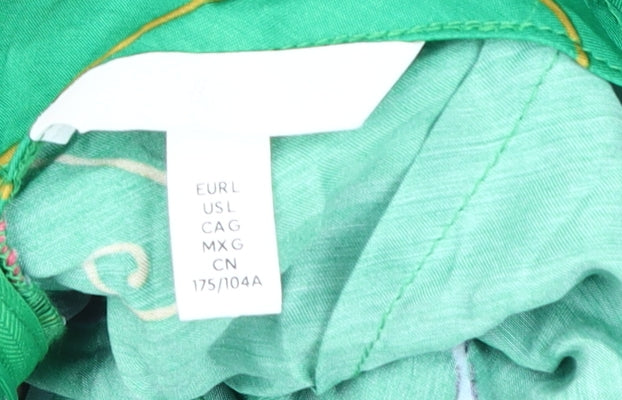 EUR L
US L
CA G
MX G
CN
175/104A